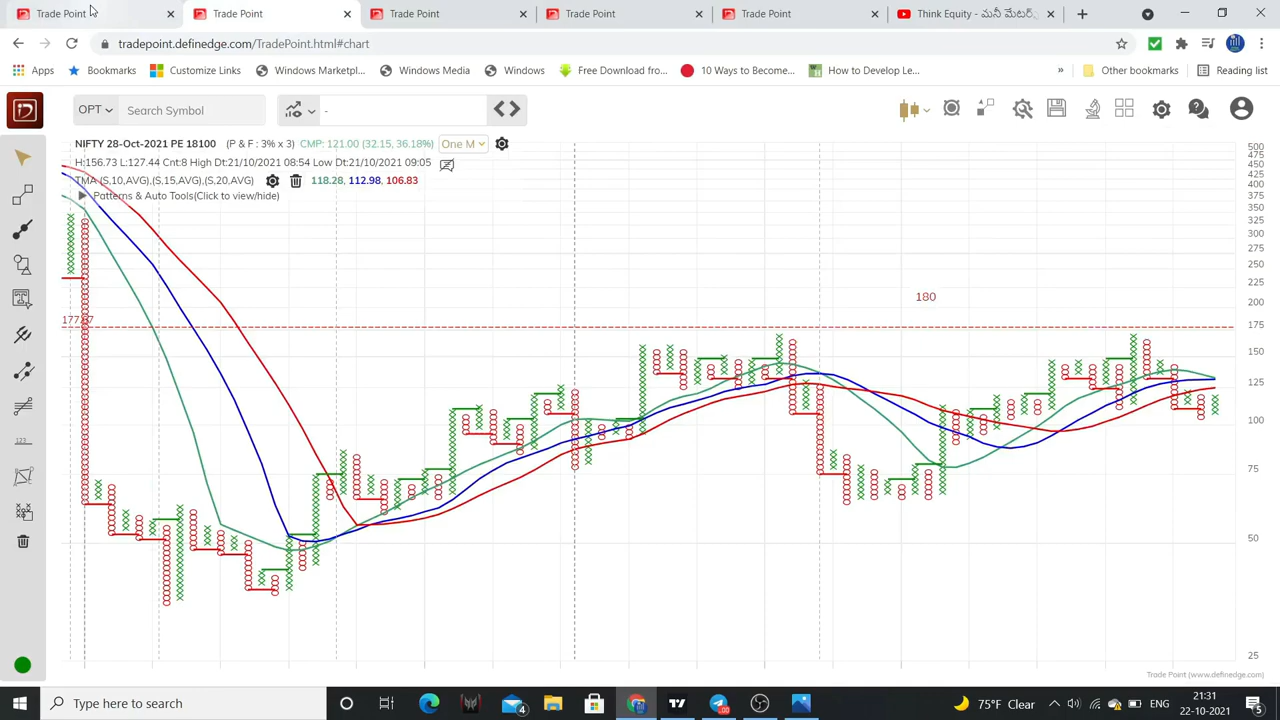 Trade Point
Trade Point
Trade Point
Trade Point
Trade Point
Think Equity - మనీ మేటర్స్
tradepoint.definedge.com/TradePoint.html#chart
Apps
Bookmarks
Customize Links
Windows Marketpl...
Windows Media
Windows
Free Download fro...
10 Ways to Become...
How to Develop Le...
»
Other bookmarks
Reading list
OPT
Search Symbol
-
NIFTY 28-Oct-2021 PE 18100 (P & F : 3% x 3) CMP: 121.00 (32.15, 36.18%) One M
H:156.73 L:127.44 Cnt:8 High Dt:21/10/2021 08:54 Low Dt:21/10/2021 09:05
TMA (S,10,AVG),(S,15,AVG),(S,20,AVG) 118.28, 112.98, 106.83
Patterns & Auto Tools(Click to view/hide)
500
475
450
425
400
375
350
325
300
275
250
225
200
180
175
150
125
100
75
50
25
123
Trade Point (www.definedge.com)
Type here to search
4
75°F Clear
ENG
21:31
22-10-2021
5